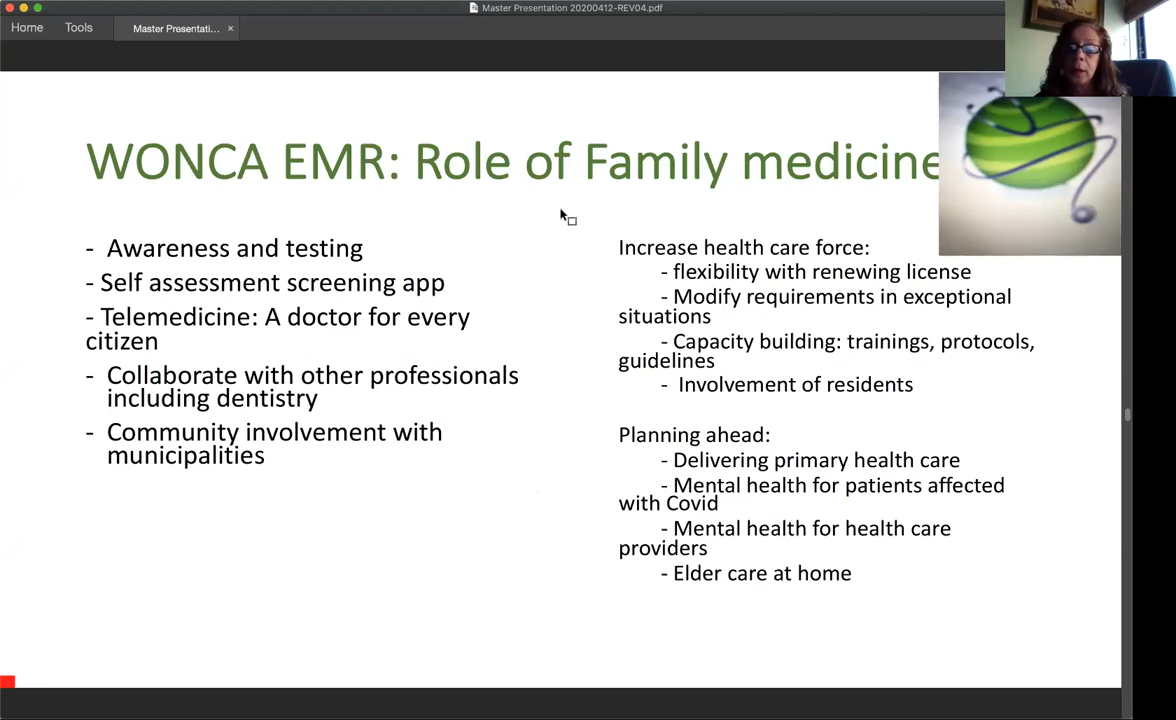 Master Presentation 20200412-REV04.pdf
Home
Tools
Master Presentati... ×
WONCA EMR: Role of Family medicine
- Awareness and testing
- Self assessment screening app
- Telemedicine: A doctor for every
citizen
- Collaborate with other professionals
including dentistry
- Community involvement with
municipalities
Increase health care force:
- flexibility with renewing license
- Modify requirements in exceptional
situations
- Capacity building: trainings, protocols,
guidelines
- Involvement of residents
Planning ahead:
- Delivering primary health care
- Mental health for patients affected
with Covid
- Mental health for health care
providers
- Elder care at home